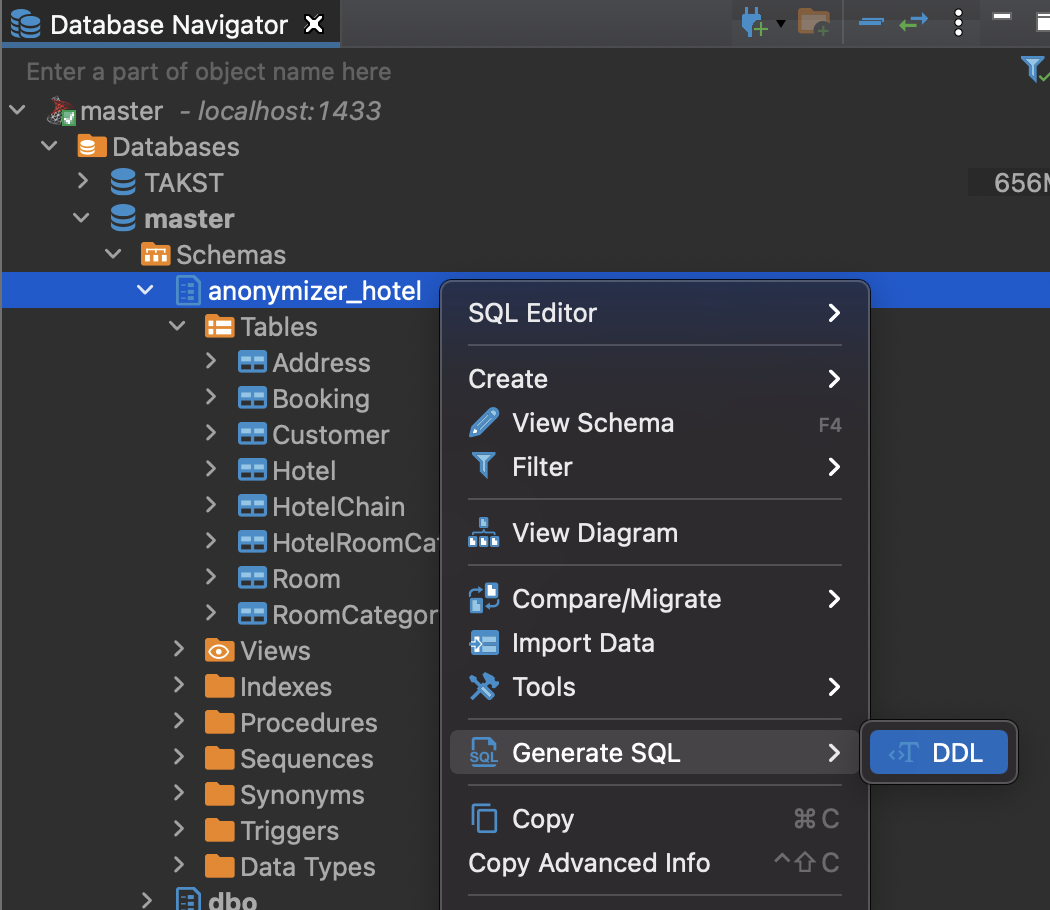 Database Navigator
Enter a part of object name here
master - localhost:1433
Databases
TAKST 656M
master
Schemas
anonymizer_hotel
Tables
Address
Booking
Customer
Hotel
HotelChain
HotelRoomCat
Room
RoomCategor
Views
Indexes
Procedures
Sequences
Synonyms
Triggers
Data Types
dbo
SQL Editor
Create
View Schema F4
Filter
View Diagram
Compare/Migrate
Import Data
Tools
SQL Generate SQL
DDL
Copy ⌘ C
Copy Advanced Info ^⇧ C